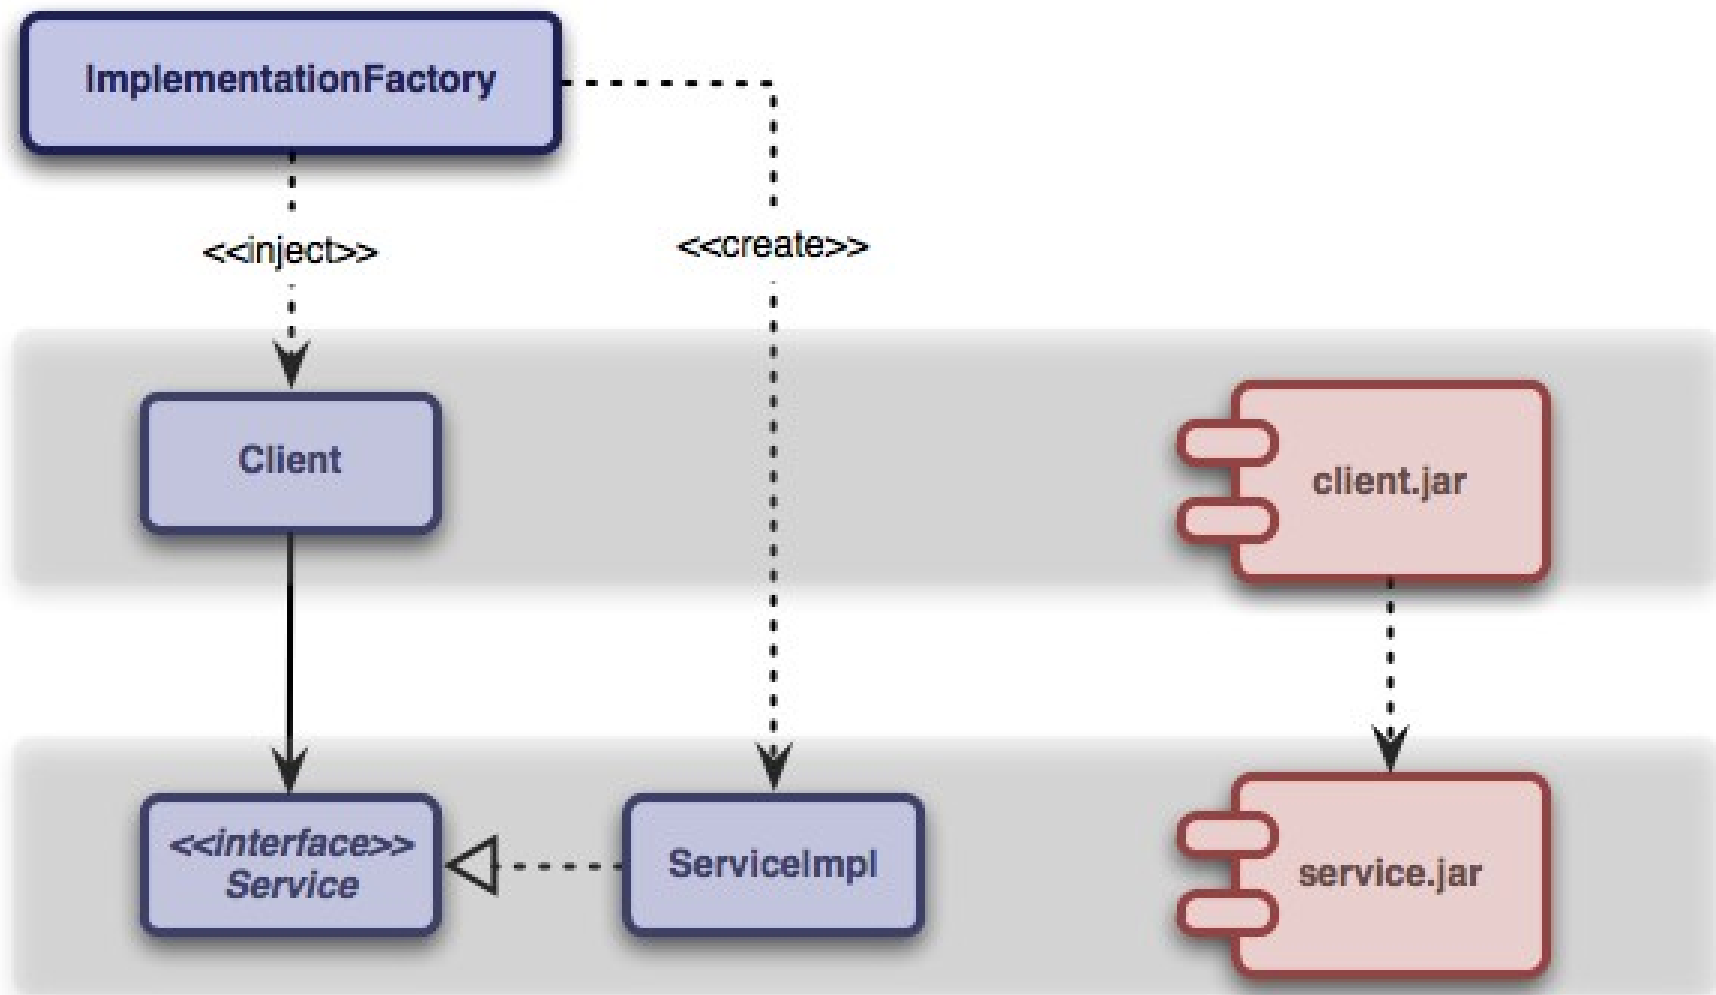 ImplementationFactory
<<inject>>
<<create>>
Client
client.jar
<<interface>>
Service
ServiceImpl
service.jar